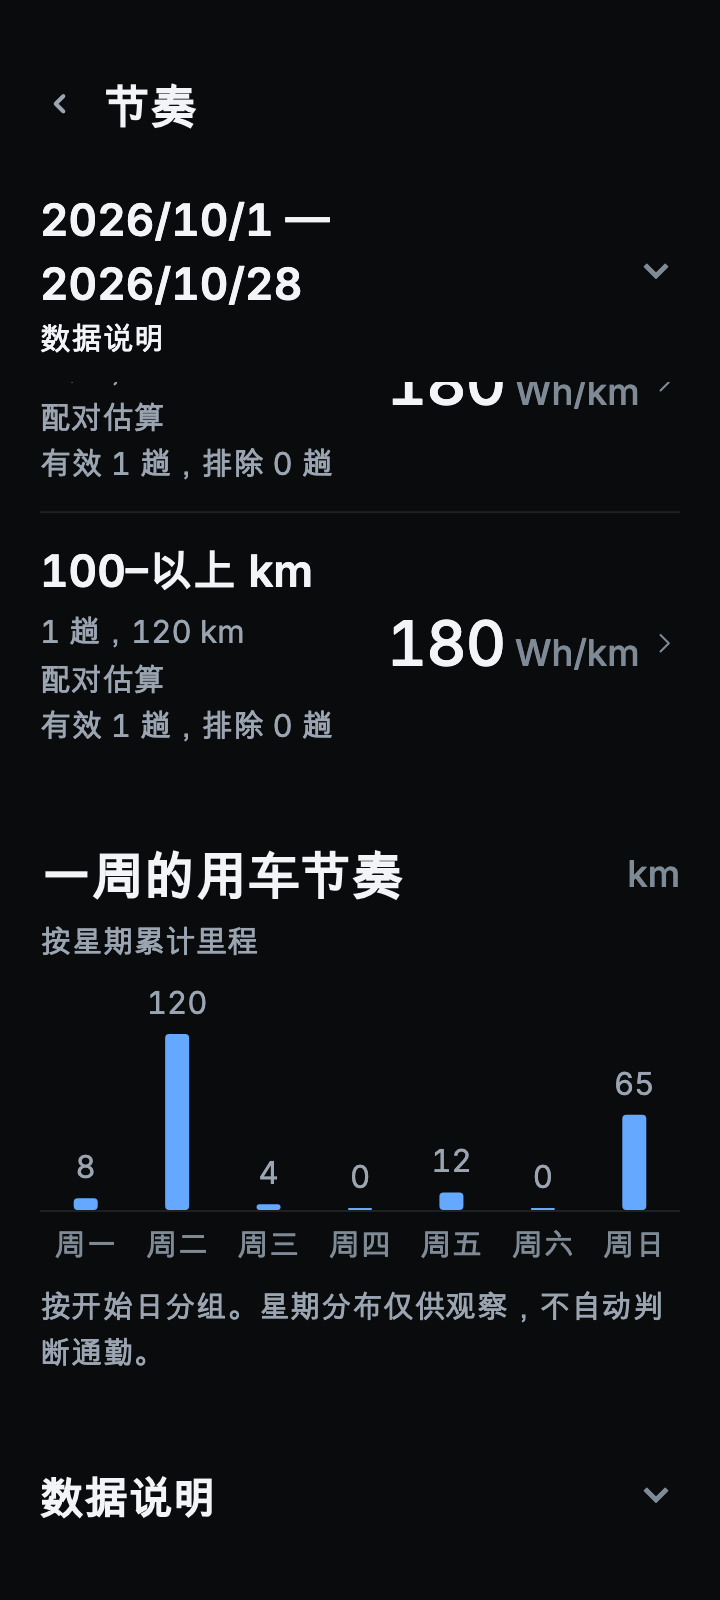 节奏
2026/10/1 —
2026/10/28
数据说明
180 Wh/km
配对估算
有效 1 趟，排除 0 趟
100–以上 km
1 趟，120 km
180 Wh/km
配对估算
有效 1 趟，排除 0 趟
一周的用车节奏
km
按星期累计里程
120
65
8
4
0
12
0
周一 周二 周三 周四 周五 周六 周日
按开始日分组。星期分布仅供观察，不自动判
断通勤。
数据说明